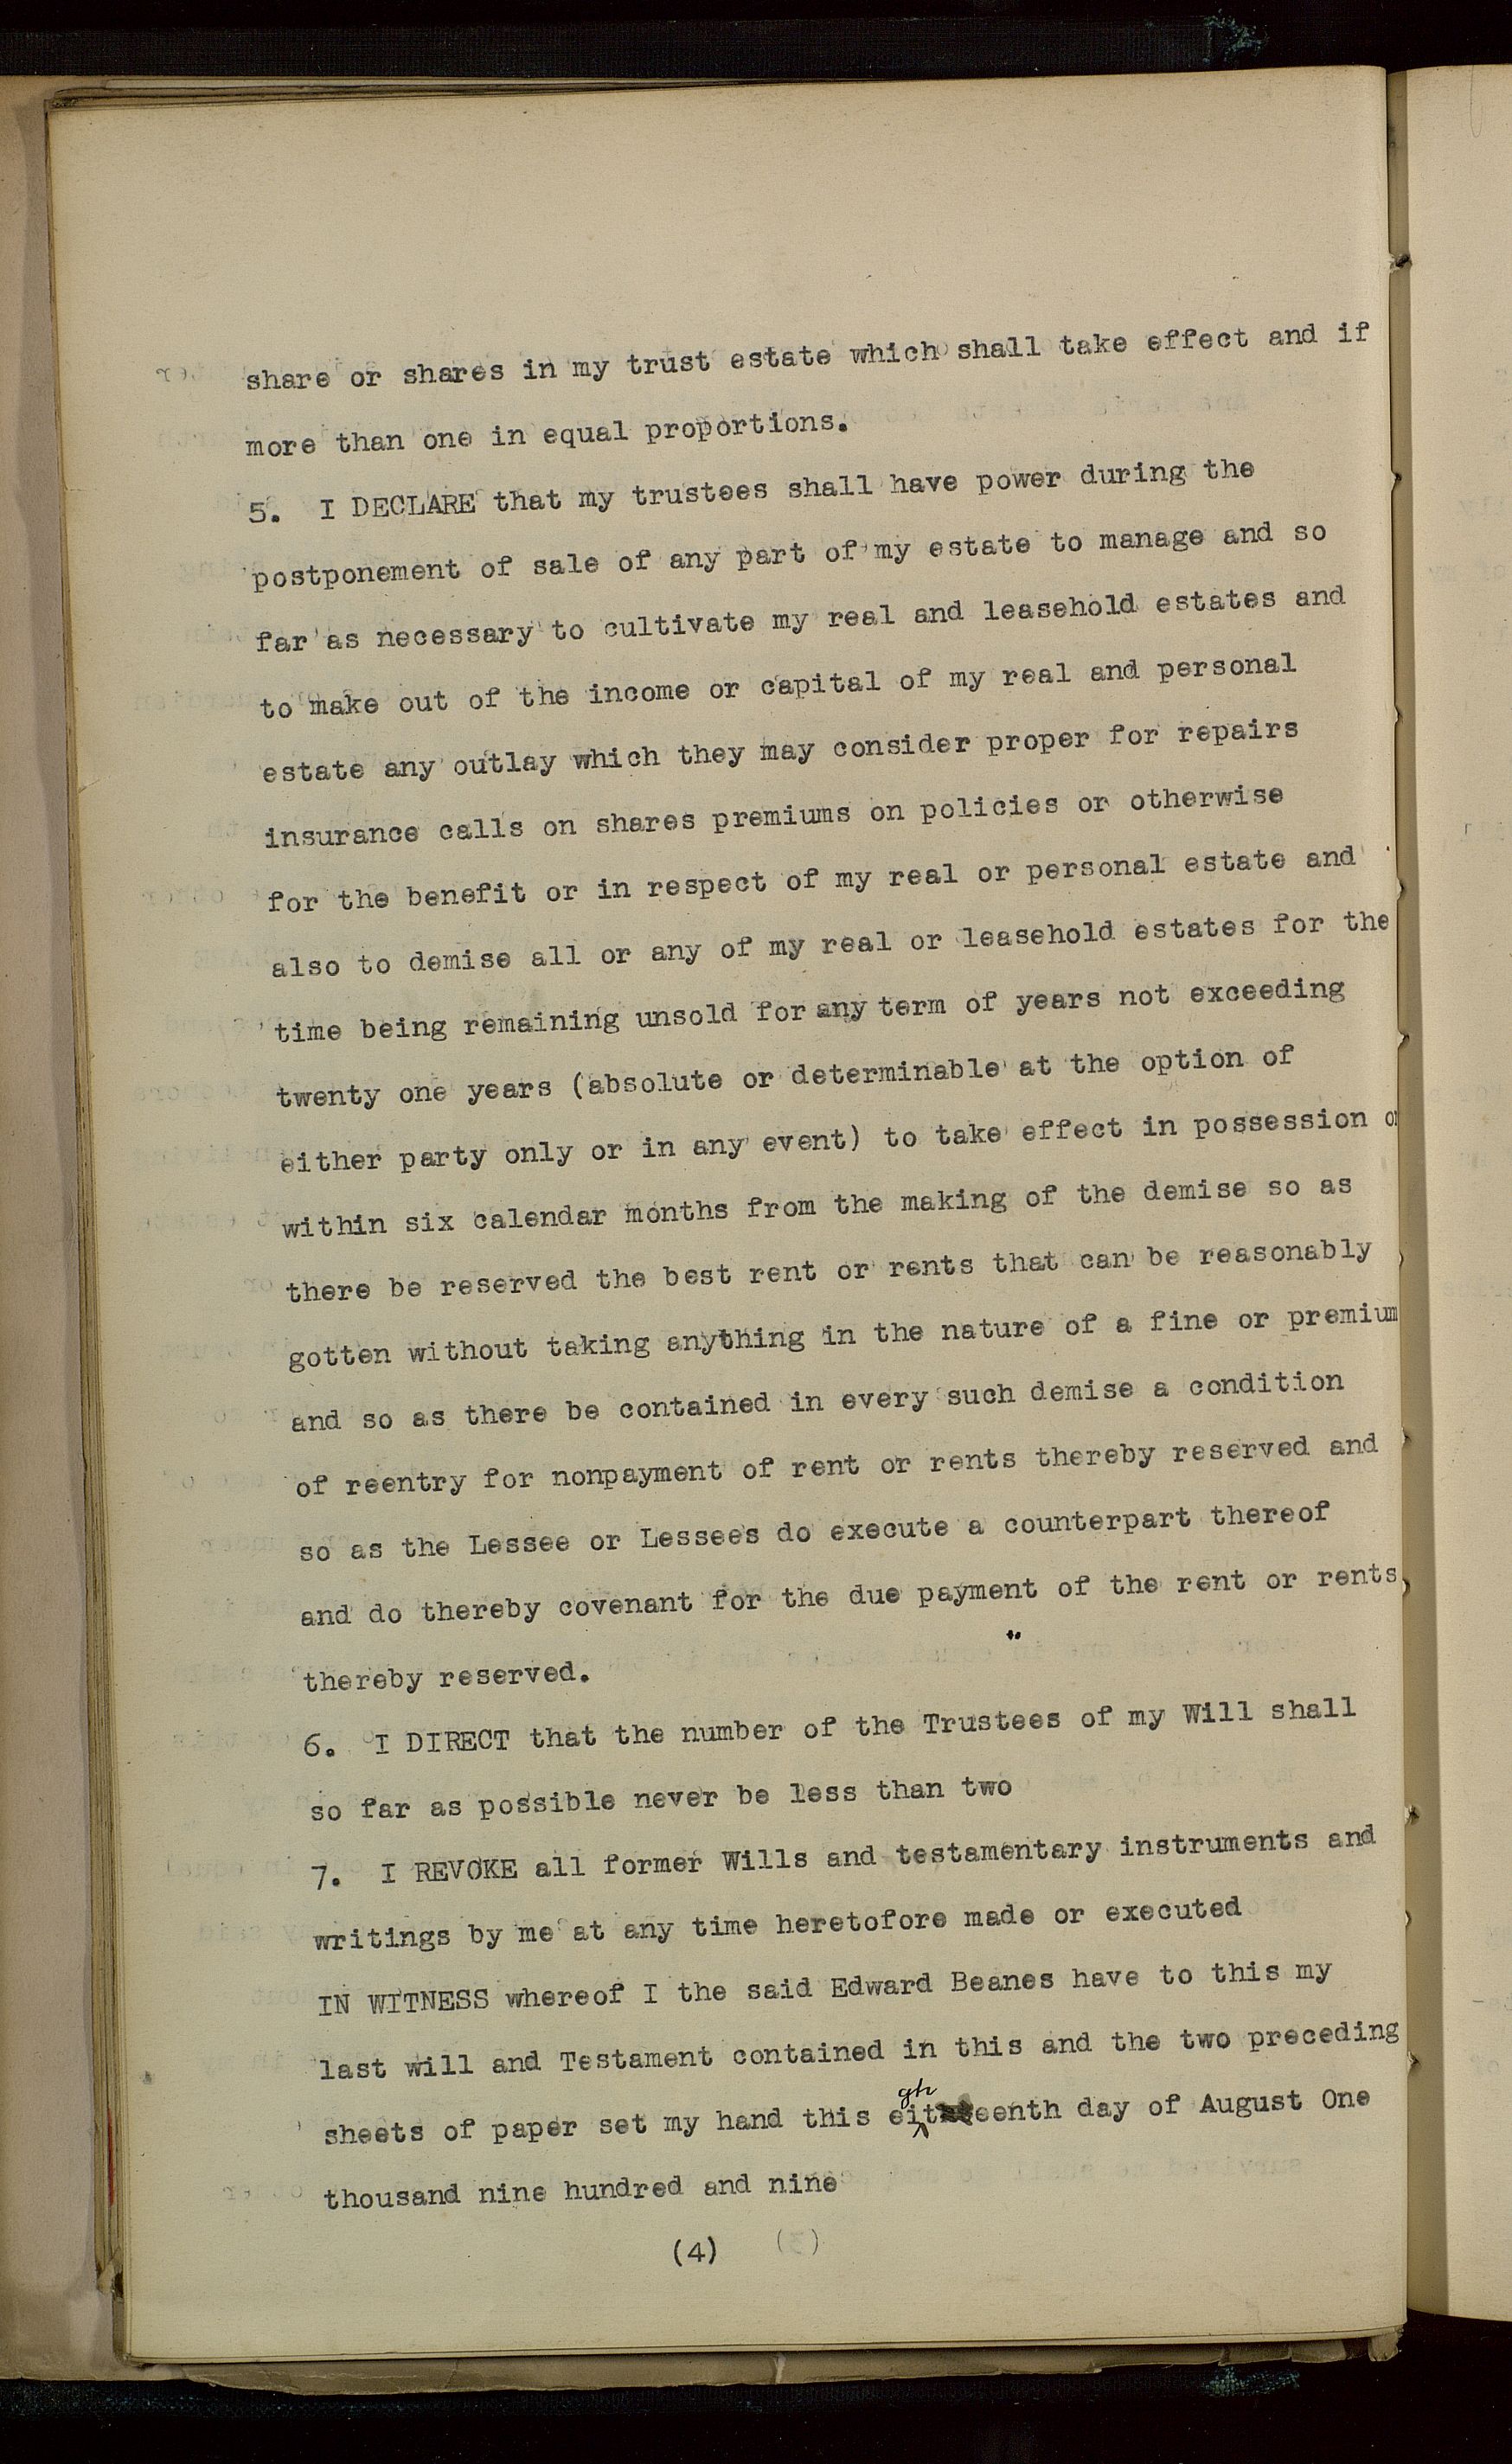 share or shares in my trust estate which shall take effect and if
more than one in equal proportions.
5. I DECLARE that my trustees shall have power during the
postponement of sale of any part of my estate to manage and so
far as necessary to cultivate my real and leasehold estates and
to make out of the income or capital of my real and personal
estate any outlay which they may consider proper for repairs
insurance calls on shares premiums on policies or otherwise
for the benefit or in respect of my real or personal estate and
also to demise all or any of my real or leasehold estates for the
time being remaining unsold for any term of years not exceeding
twenty one years (absolute or determinable at the option of
either party only or in any event) to take effect in possession or
within six calendar months from the making of the demise so as
there be reserved the best rent or rents that can be reasonably
gotten without taking anything in the nature of a fine or premium
and so as there be contained in every such demise a condition
of reentry for nonpayment of rent or rents thereby reserved and
so as the Lessee or Lessees do execute a counterpart thereof
and do thereby covenant for the due payment of the rent or rents
thereby reserved.
6. I DIRECT that the number of the Trustees of my Will shall
so far as possible never be less than two
7. I REVOKE all former Wills and testamentary instruments and
writings by me at any time heretofore made or executed
IN WITNESS whereof I the said Edward Beanes have to this my
last will and Testament contained in this and the two preceding
sheets of paper set my hand this eighteenth day of August One
thousand nine hundred and nine
(4) (3)